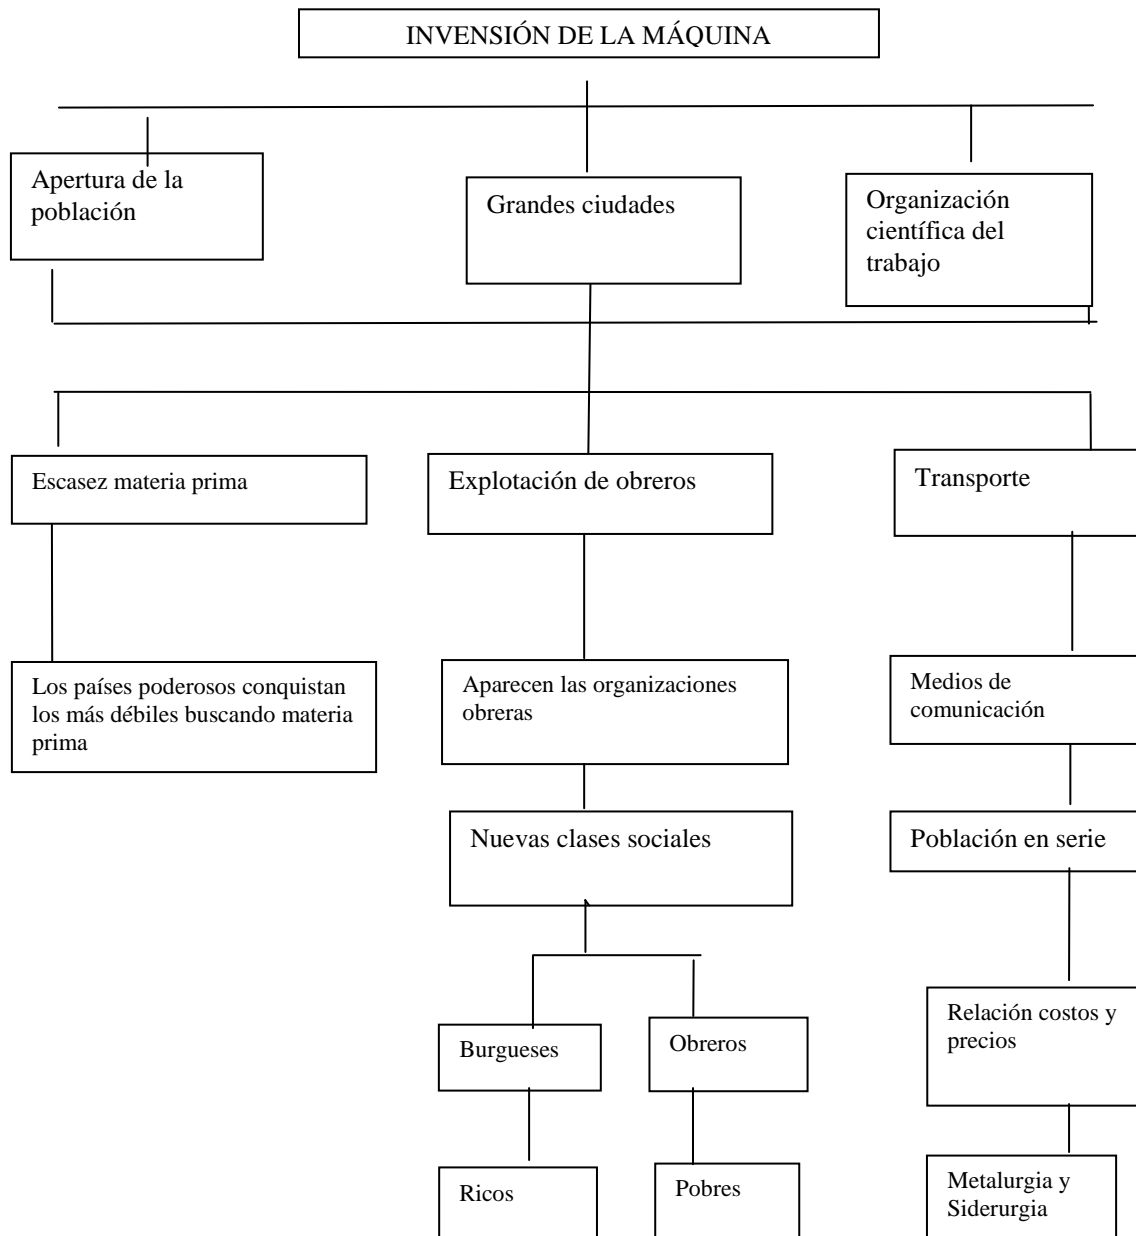 INVENSIÓN DE LA MÁQUINA
Apertura de la
población
Grandes ciudades
Organización
científica del
trabajo
Escasez materia prima
Explotación de obreros
Transporte
Los países poderosos conquistan
los más débiles buscando materia
prima
Aparecen las organizaciones
obreras
Medios de
comunicación
Nuevas clases sociales
Población en serie
Burgueses
Obreros
Relación costos y
precios
Ricos
Pobres
Metalurgia y
Siderurgia